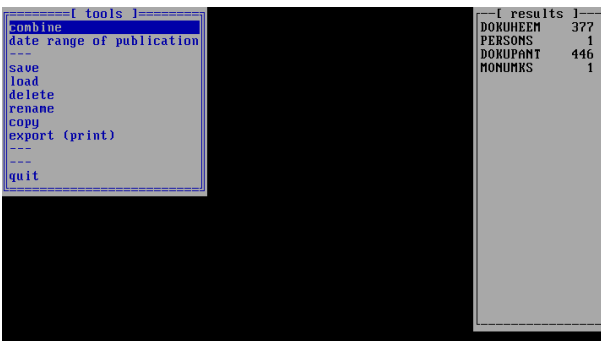 [ tools ]
combine
date range of publication
---
save
load
delete
rename
copy
export (print)
---
---
quit
[ results ]
DOKUHEEM 377
PERSONS 1
DOKUPANT 446
MONUMKS 1